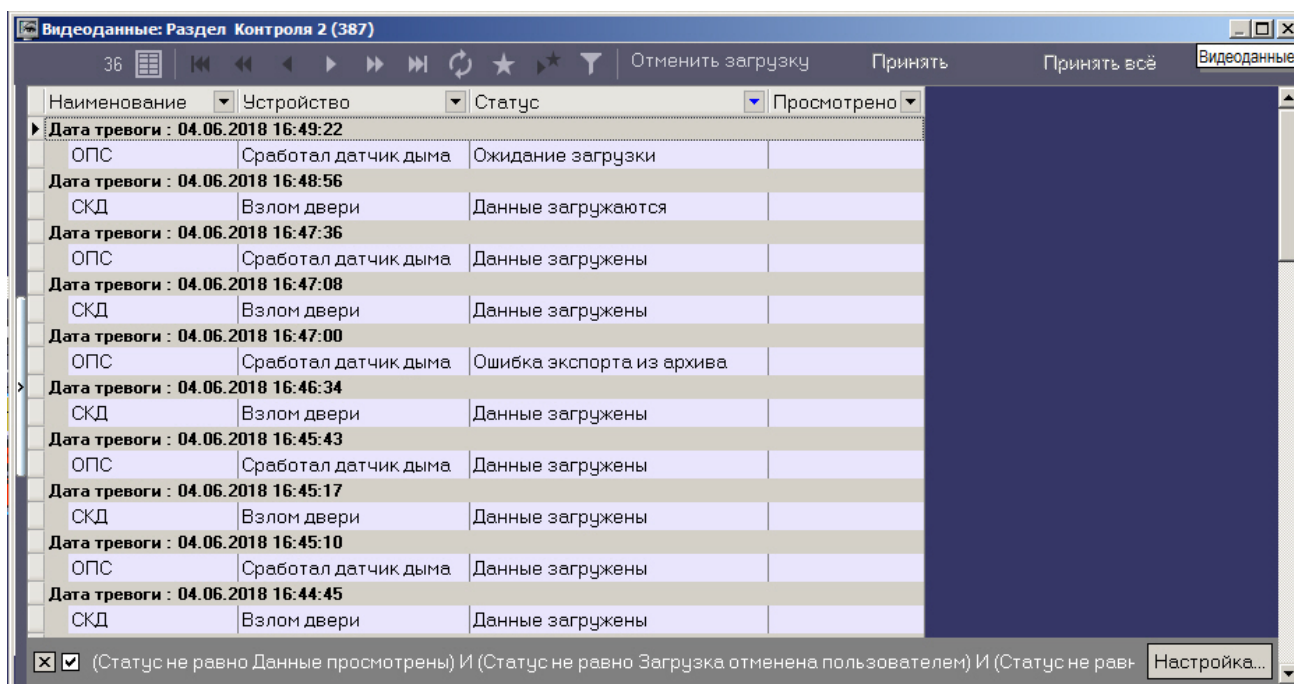 Видеоданные: Раздел Контроля 2 (387)
36 Отменить загрузку Принять Принять всё Видеоданные
Наименование Устройство Статус Просмотрено
Дата тревоги : 04.06.2018 16:49:22
ОПС Сработал датчик дыма Ожидание загрузки
Дата тревоги : 04.06.2018 16:48:56
СКД Взлом двери Данные загружаются
Дата тревоги : 04.06.2018 16:47:36
ОПС Сработал датчик дыма Данные загружены
Дата тревоги : 04.06.2018 16:47:08
СКД Взлом двери Данные загружены
Дата тревоги : 04.06.2018 16:47:00
ОПС Сработал датчик дыма Ошибка экспорта из архива
Дата тревоги : 04.06.2018 16:46:34
СКД Взлом двери Данные загружены
Дата тревоги : 04.06.2018 16:45:43
ОПС Сработал датчик дыма Данные загружены
Дата тревоги : 04.06.2018 16:45:17
СКД Взлом двери Данные загружены
Дата тревоги : 04.06.2018 16:45:10
ОПС Сработал датчик дыма Данные загружены
Дата тревоги : 04.06.2018 16:44:45
СКД Взлом двери Данные загружены
(Статус не равно Данные просмотрены) И (Статус не равно Загрузка отменена пользователем) И (Статус не равн Настройка...